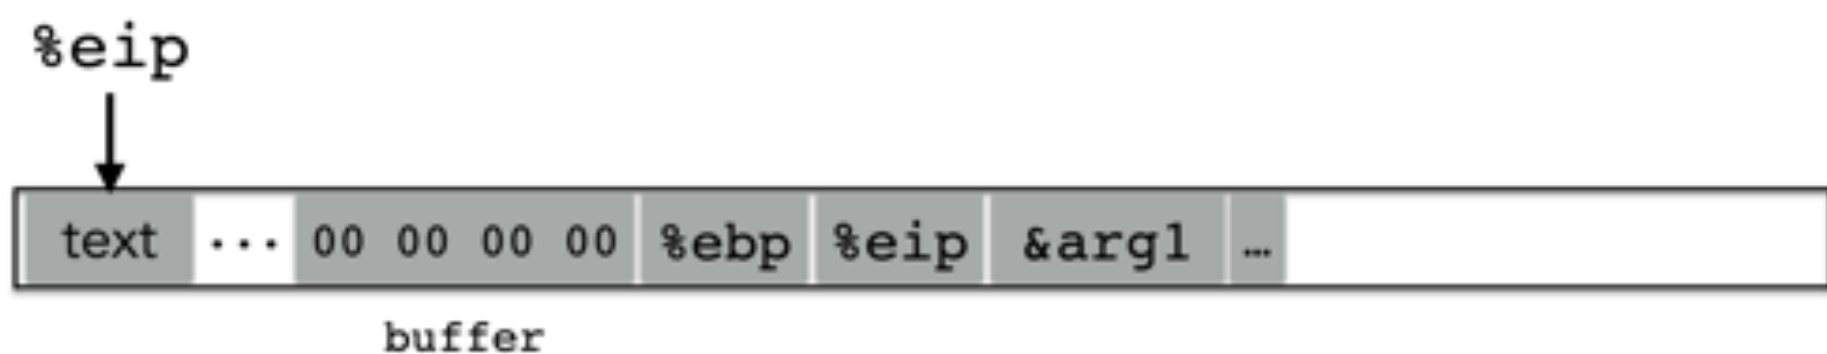 %eip
text ... 00 00 00 00 %ebp %eip &arg1 …
buffer